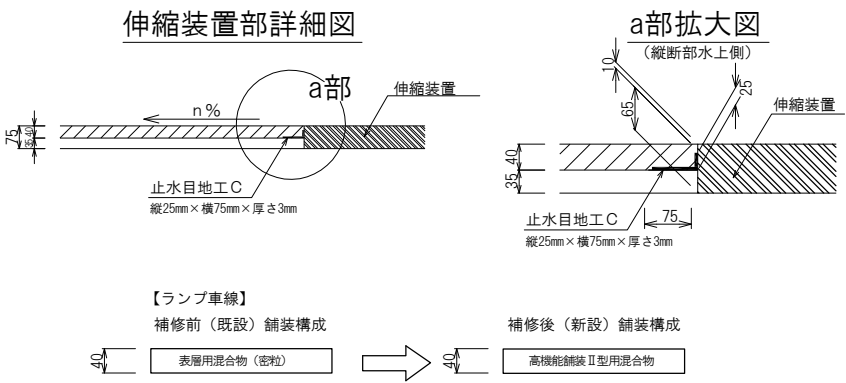 伸縮装置部詳細図
a部
n%
伸縮装置
75
35 40
止水目地工C
縦25mm×横75mm×厚さ3mm
a部拡大図
(縦断部水上側)
10
65
25
伸縮装置
40
35
75
止水目地工C
縦25mm×横75mm×厚さ3mm
【ランプ車線】
補修前（既設）舗装構成
補修後（新設）舗装構成
40
表層用混合物（密粒）
40
高機能舗装Ⅱ型用混合物